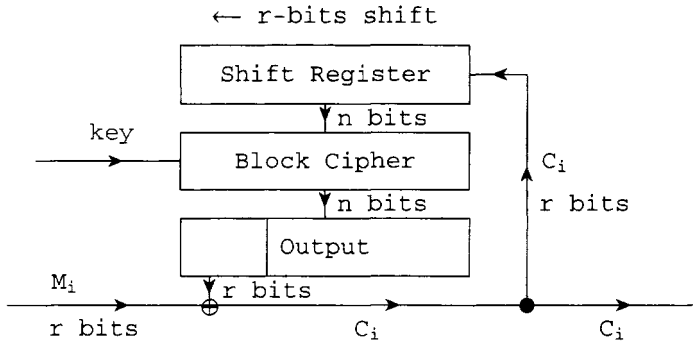 ← r-bits shift
Shift Register
n bits
key
Block Cipher
C_i
r bits
n bits
Output
M_i
r bits
r bits
C_i
C_i